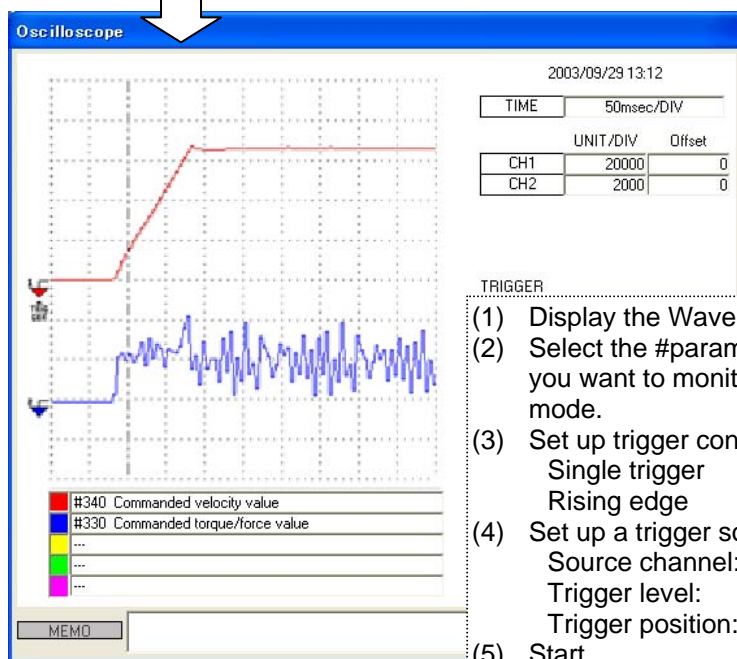 Oscilloscope
2003/09/29 13:12
TIME 50msec/DIV
UNIT/DIV Offset
CH1 20000 0
CH2 2000 0
TRIGGER
TRIG
GER
(1) Display the Wave
(2) Select the #param
you want to monit
mode.
(3) Set up trigger con
Single trigger
Rising edge
(4) Set up a trigger so
Source channel:
Trigger level:
Trigger position:
(5) Start
#340 Commanded velocity value
#330 Commanded torque/force value
---
---
---
MEMO